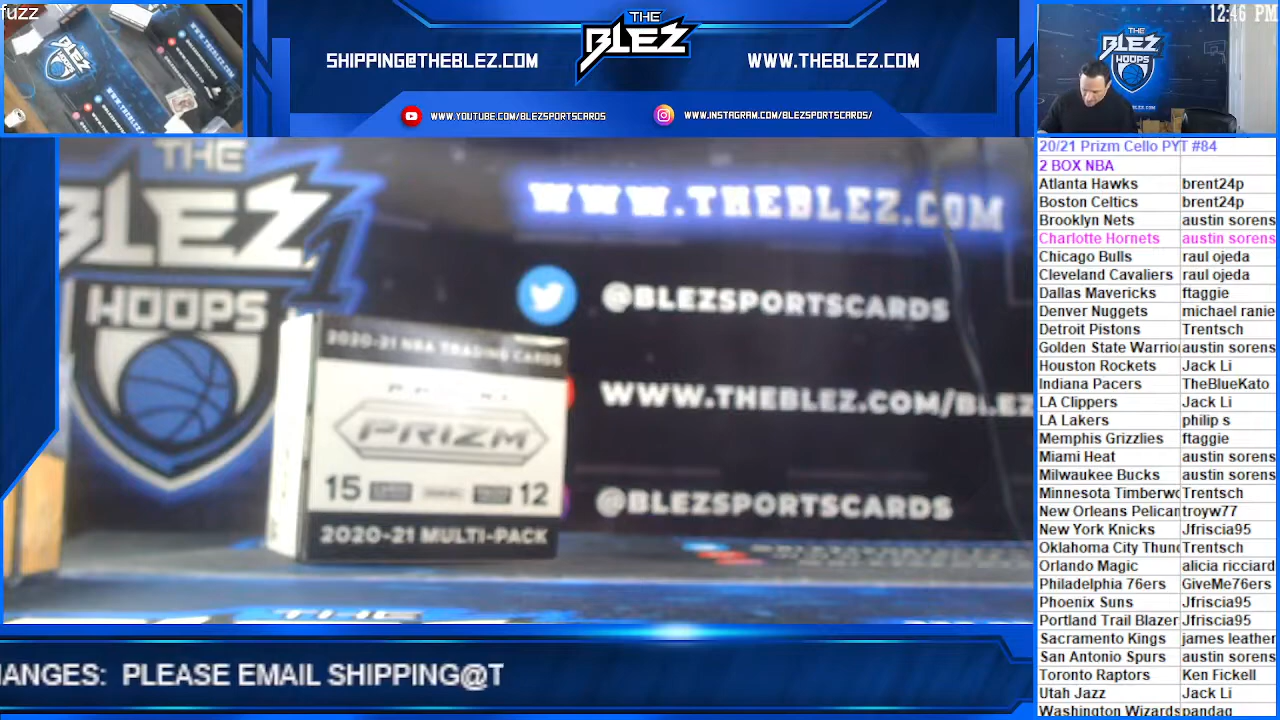 fuzz
THE
BLEZ
SHIPPING@THEBLEZ.COM
WWW.THEBLEZ.COM
WWW.YOUTUBE.COM/BLEZSPORTSCARDS
WWW.INSTAGRAM.COM/BLEZSPORTSCARDS/
12:46 PM
THE
BLEZ
HOOPS
THE
BLEZ
HOOPS
WWW.THEBLEZ.COM
@BLEZSPORTSCARDS
WWW.THEBLEZ.COM/BLEZ
@BLEZSPORTSCARDS
2020-21 NBA TRADING CARDS
PRIZM
15
12
2020-21 MULTI-PACK
THE
20/21 Prizm Cello PYT #84
2 BOX NBA
Atlanta Hawks brent24p
Boston Celtics brent24p
Brooklyn Nets austin sorens
Charlotte Hornets austin sorens
Chicago Bulls raul ojeda
Cleveland Cavaliers raul ojeda
Dallas Mavericks ftaggie
Denver Nuggets michael ranie
Detroit Pistons Trentsch
Golden State Warrio austin sorens
Houston Rockets Jack Li
Indiana Pacers TheBlueKato
LA Clippers Jack Li
LA Lakers philip s
Memphis Grizzlies ftaggie
Miami Heat austin sorens
Milwaukee Bucks austin sorens
Minnesota Timberwo Trentsch
New Orleans Pelican troyw77
New York Knicks Jfriscia95
Oklahoma City Thund Trentsch
Orlando Magic alicia ricciard
Philadelphia 76ers GiveMe76ers
Phoenix Suns Jfriscia95
Portland Trail Blazer Jfriscia95
Sacramento Kings james leather
San Antonio Spurs austin sorens
Toronto Raptors Ken Fickell
Utah Jazz Jack Li
Washington Wizards pandag
HANGES: PLEASE EMAIL SHIPPING@T